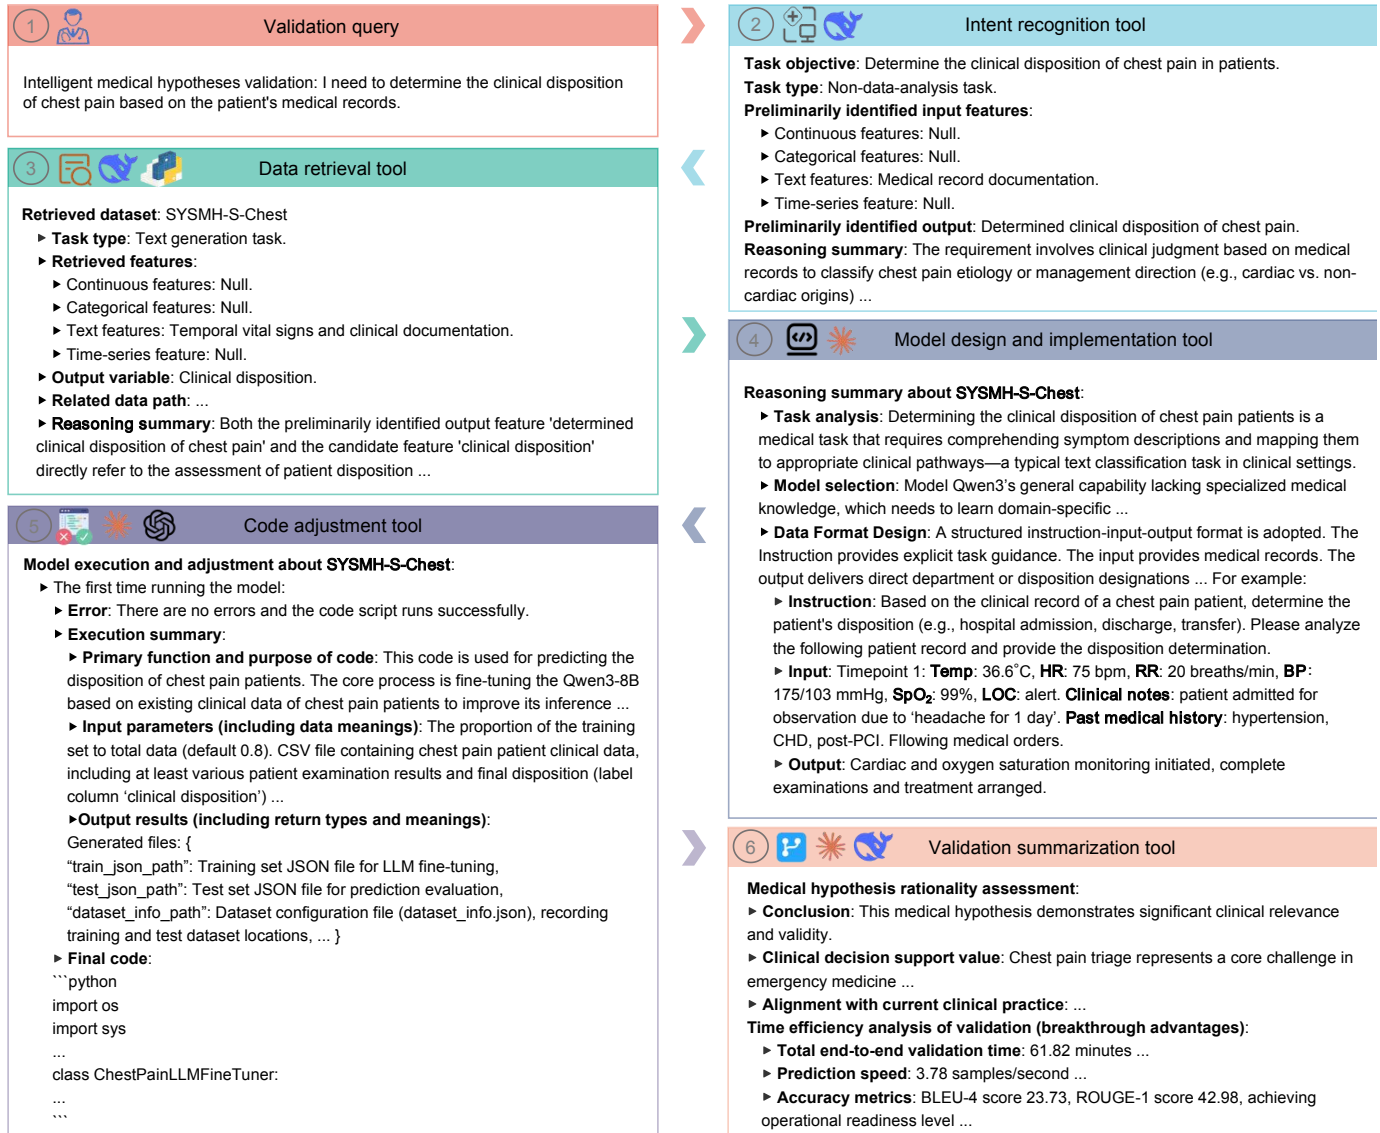 1
Validation query
Intelligent medical hypotheses validation: I need to determine the clinical disposition
of chest pain based on the patient's medical records.
2
Intent recognition tool
Task objective: Determine the clinical disposition of chest pain in patients.
Task type: Non-data-analysis task.
Preliminarily identified input features:
▶ Continuous features: Null.
▶ Categorical features: Null.
▶ Text features: Medical record documentation.
▶ Time-series feature: Null.
Preliminarily identified output: Determined clinical disposition of chest pain.
Reasoning summary: The requirement involves clinical judgment based on medical
records to classify chest pain etiology or management direction (e.g., cardiac vs. non-
cardiac origins) ...
3
Data retrieval tool
Retrieved dataset: SYSMH-S-Chest
▶ Task type: Text generation task.
▶ Retrieved features:
▶ Continuous features: Null.
▶ Categorical features: Null.
▶ Text features: Temporal vital signs and clinical documentation.
▶ Time-series feature: Null.
▶ Output variable: Clinical disposition.
▶ Related data path: ...
▶ Reasoning summary: Both the preliminarily identified output feature 'determined
clinical disposition of chest pain' and the candidate feature 'clinical disposition'
directly refer to the assessment of patient disposition ...
4
Model design and implementation tool
Reasoning summary about SYSMH-S-Chest:
▶ Task analysis: Determining the clinical disposition of chest pain patients is a
medical task that requires comprehending symptom descriptions and mapping them
to appropriate clinical pathways—a typical text classification task in clinical settings.
▶ Model selection: Model Qwen3's general capability lacking specialized medical
knowledge, which needs to learn domain-specific ...
▶ Data Format Design: A structured instruction-input-output format is adopted. The
Instruction provides explicit task guidance. The input provides medical records. The
output delivers direct department or disposition designations ... For example:
▶ Instruction: Based on the clinical record of a chest pain patient, determine the
patient's disposition (e.g., hospital admission, discharge, transfer). Please analyze
the following patient record and provide the disposition determination.
▶ Input: Timepoint 1: Temp: 36.6°C, HR: 75 bpm, RR: 20 breaths/min, BP:
175/103 mmHg, SpO₂: 99%, LOC: alert. Clinical notes: patient admitted for
observation due to ‘headache for 1 day’. Past medical history: hypertension,
CHD, post-PCI. Fllowing medical orders.
▶ Output: Cardiac and oxygen saturation monitoring initiated, complete
examinations and treatment arranged.
5
Code adjustment tool
Model execution and adjustment about SYSMH-S-Chest:
▶ The first time running the model:
▶ Error: There are no errors and the code script runs successfully.
▶ Execution summary:
▶ Primary function and purpose of code: This code is used for predicting the
disposition of chest pain patients. The core process is fine-tuning the Qwen3-8B
based on existing clinical data of chest pain patients to improve its inference ...
▶ Input parameters (including data meanings): The proportion of the training
set to total data (default 0.8). CSV file containing chest pain patient clinical data,
including at least various patient examination results and final disposition (label
column ‘clinical disposition’) ...
▶Output results (including return types and meanings):
Generated files: {
“train_json_path”: Training set JSON file for LLM fine-tuning,
“test_json_path”: Test set JSON file for prediction evaluation,
“dataset_info_path”: Dataset configuration file (dataset_info.json), recording
training and test dataset locations, ... }
▶ Final code:
```python
import os
import sys
...
class ChestPainLLMFineTuner:
...
```
6
Validation summarization tool
Medical hypothesis rationality assessment:
▶ Conclusion: This medical hypothesis demonstrates significant clinical relevance
and validity.
▶ Clinical decision support value: Chest pain triage represents a core challenge in
emergency medicine ...
▶ Alignment with current clinical practice: ...
Time efficiency analysis of validation (breakthrough advantages):
▶ Total end-to-end validation time: 61.82 minutes ...
▶ Prediction speed: 3.78 samples/second ...
▶ Accuracy metrics: BLEU-4 score 23.73, ROUGE-1 score 42.98, achieving
operational readiness level ...